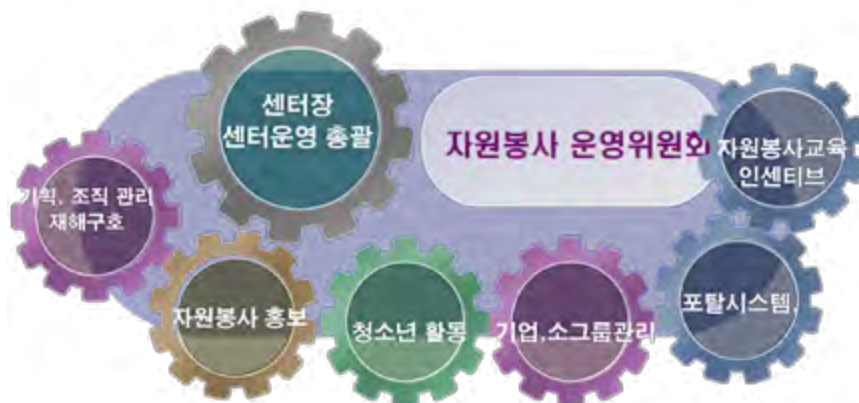 센터장
센터운영 총괄
자원봉사 운영위원회
자원봉사교육
인센티브
기획, 조직 관리
재해구호
자원봉사 홍보
청소년 활동
기업,소그룹관리
포탈시스템,